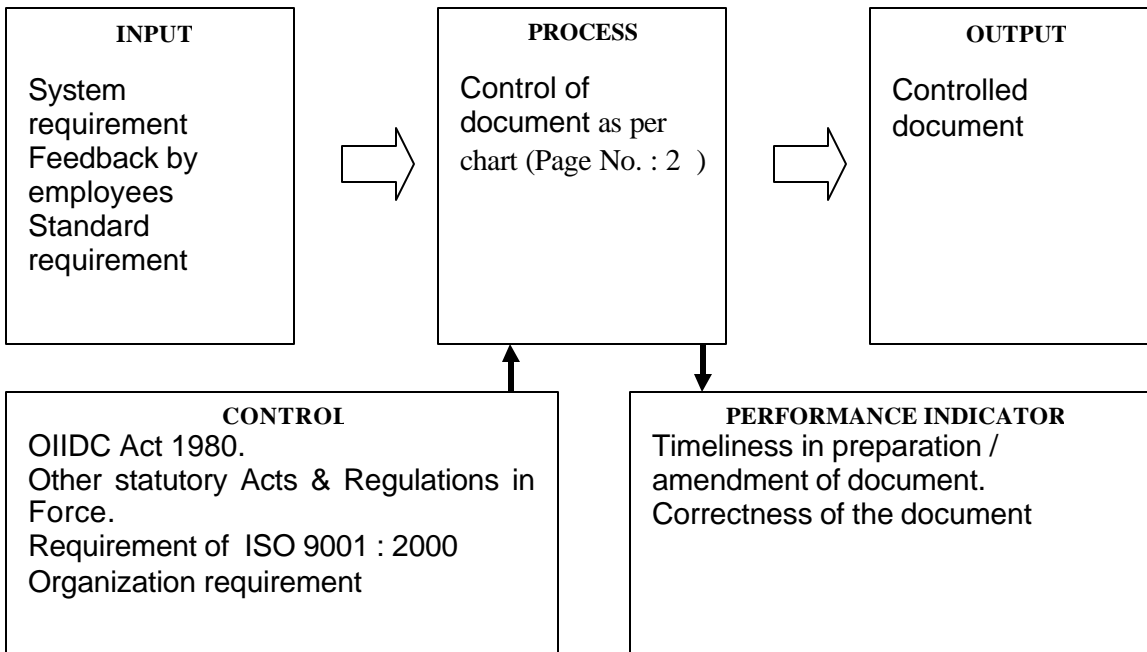 INPUT
System
requirement
Feedback by
employees
Standard
requirement
PROCESS
Control of
document as per
chart (Page No. : 2 )
OUTPUT
Controlled
document
CONTROL
OIIDC Act 1980.
Other statutory Acts & Regulations in
Force.
Requirement of ISO 9001 : 2000
Organization requirement
PERFORMANCE INDICATOR
Timeliness in preparation /
amendment of document.
Correctness of the document